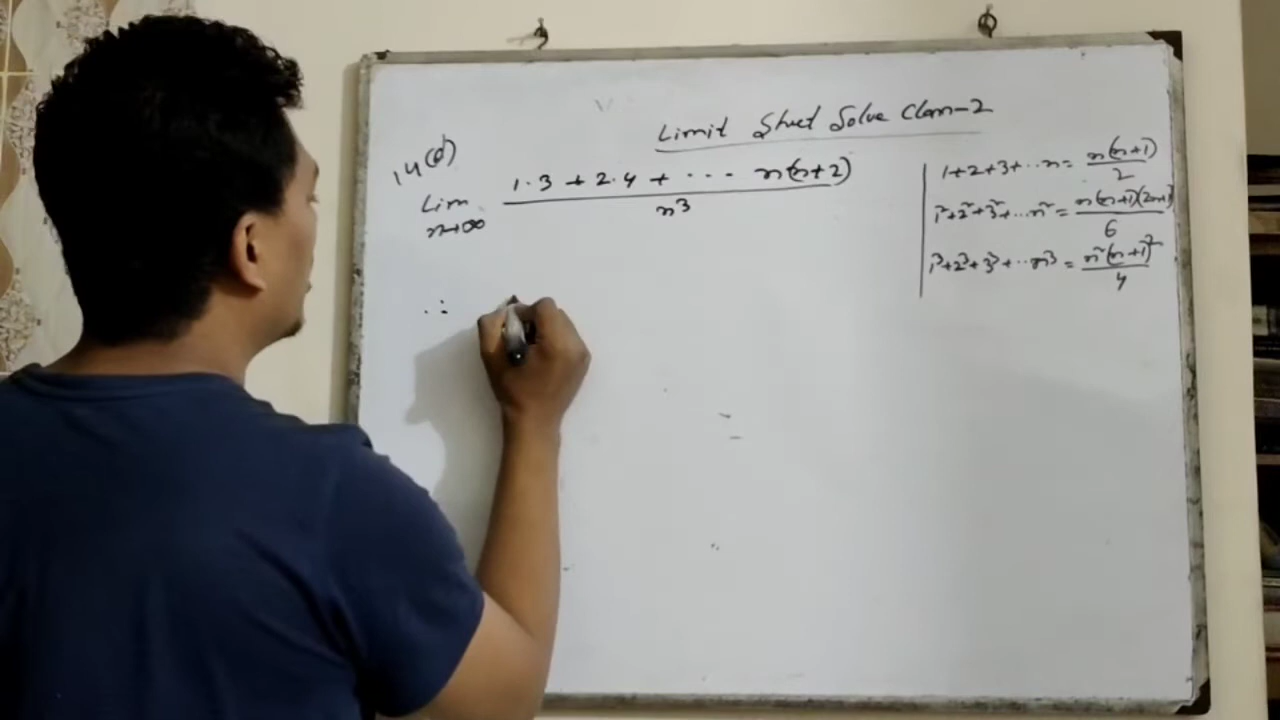 Limit Sheet Solve Class-2
14(d)
Lim n→∞ (1·3 + 2·4 + ··· n(n+2)) / n³
∴
1+2+3+··n = n(n+1)/2
1²+2²+3²+··n² = n(n+1)(2n+1)/6
1³+2³+3³+··n³ = n²(n+1)²/4